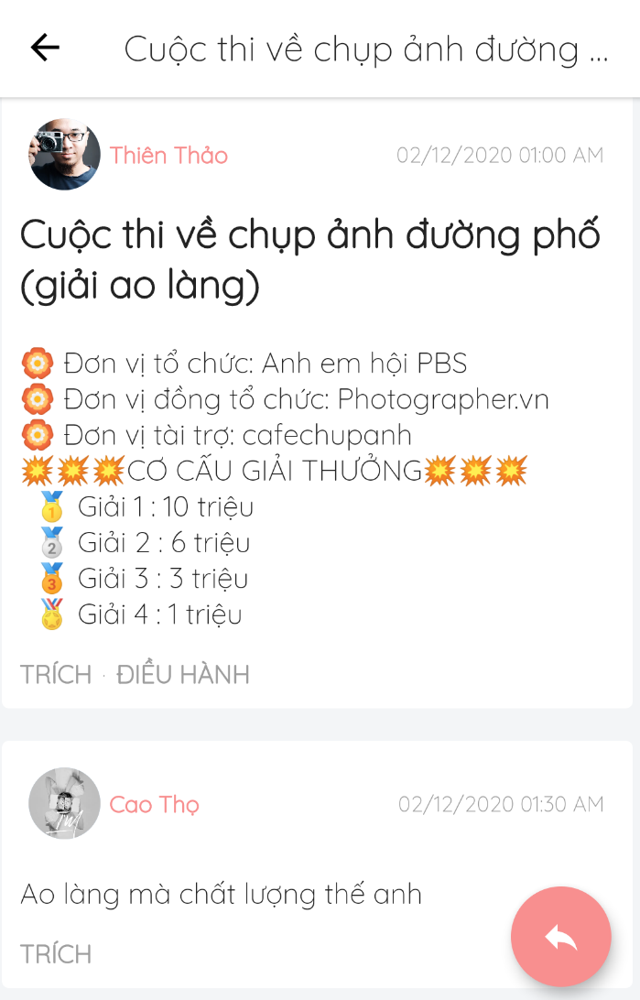 Cuộc thi về chụp ảnh đường ...
Thiên Thảo
02/12/2020 01:00 AM
Cuộc thi về chụp ảnh đường phố
(giải ao làng)
🏵️ Đơn vị tổ chức: Anh em hội PBS
🏵️ Đơn vị đồng tổ chức: Photographer.vn
🏵️ Đơn vị tài trợ: cafechupanh
💥💥💥CƠ CẤU GIẢI THƯỞNG💥💥💥
🥇 Giải 1 : 10 triệu
🥈 Giải 2 : 6 triệu
🥉 Giải 3 : 3 triệu
🏅 Giải 4 : 1 triệu
TRÍCH · ĐIỀU HÀNH
Cao Thọ
02/12/2020 01:30 AM
Ao làng mà chất lượng thế anh
TRÍCH